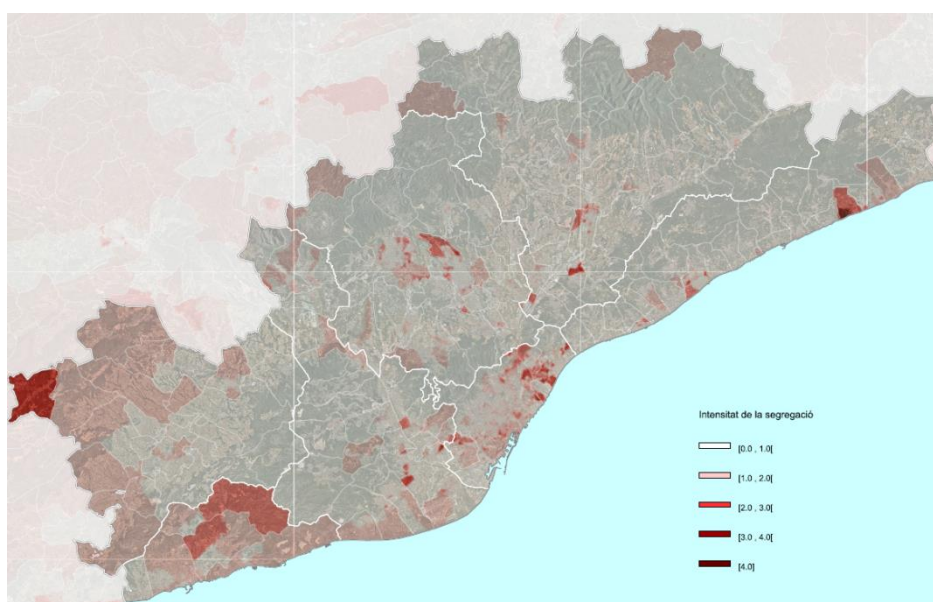 Intensitat de la segregació
[0.0 , 1.0[
[1.0 , 2.0[
[2.0 , 3.0[
[3.0 , 4.0[
[4.0]